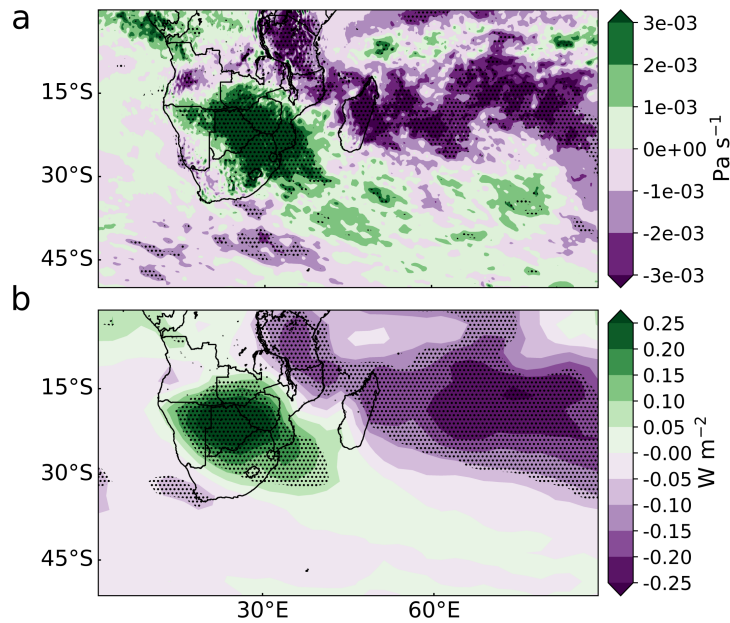 a
15°S
30°S
45°S
3e-03
2e-03
1e-03
0e+00
-1e-03
-2e-03
-3e-03
Pa s⁻¹
b
15°S
30°S
45°S
30°E
60°E
0.25
0.20
0.15
0.10
0.05
-0.00
-0.05
-0.10
-0.15
-0.20
-0.25
W m⁻²